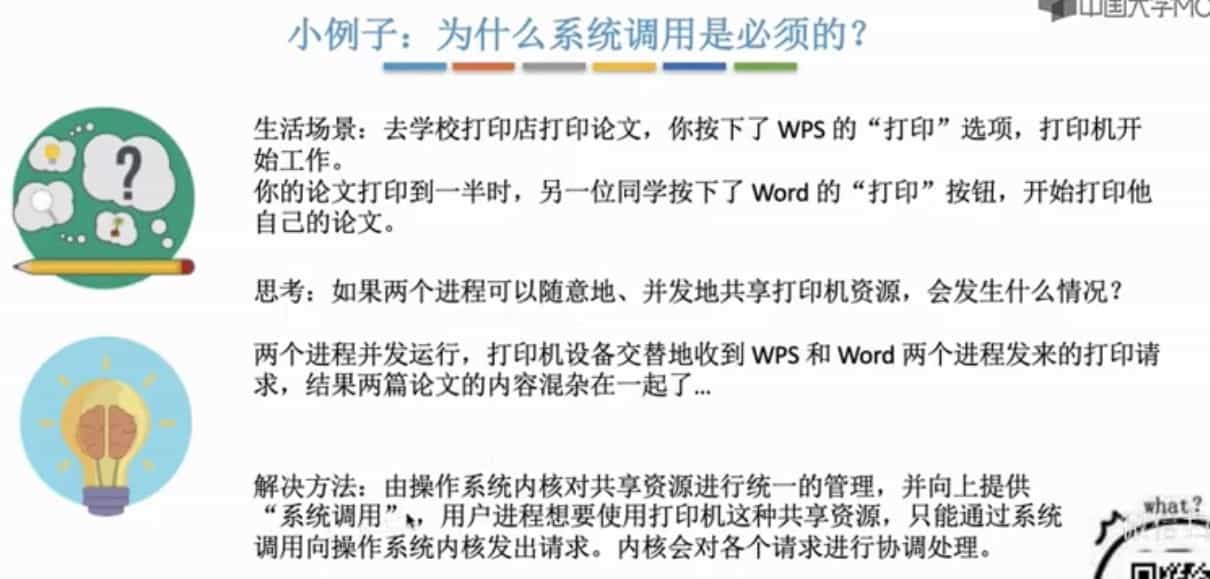 中国大学MO
小例子：为什么系统调用是必须的？
生活场景：去学校打印店打印论文，你按下了 WPS 的“打印”选项，打印机开
始工作。
你的论文打印到一半时，另一位同学按下了 Word 的“打印”按钮，开始打印他
自己的论文。
思考：如果两个进程可以随意地、并发地共享打印机资源，会发生什么情况？
两个进程并发运行，打印机设备交替地收到 WPS 和 Word 两个进程发来的打印请
求，结果两篇论文的内容混杂在一起了...
解决方法：由操作系统内核对共享资源进行统一的管理，并向上提供
“系统调用”，用户进程想要使用打印机这种共享资源，只能通过系统
调用向操作系统内核发出请求。内核会对各个请求进行协调处理。
what?